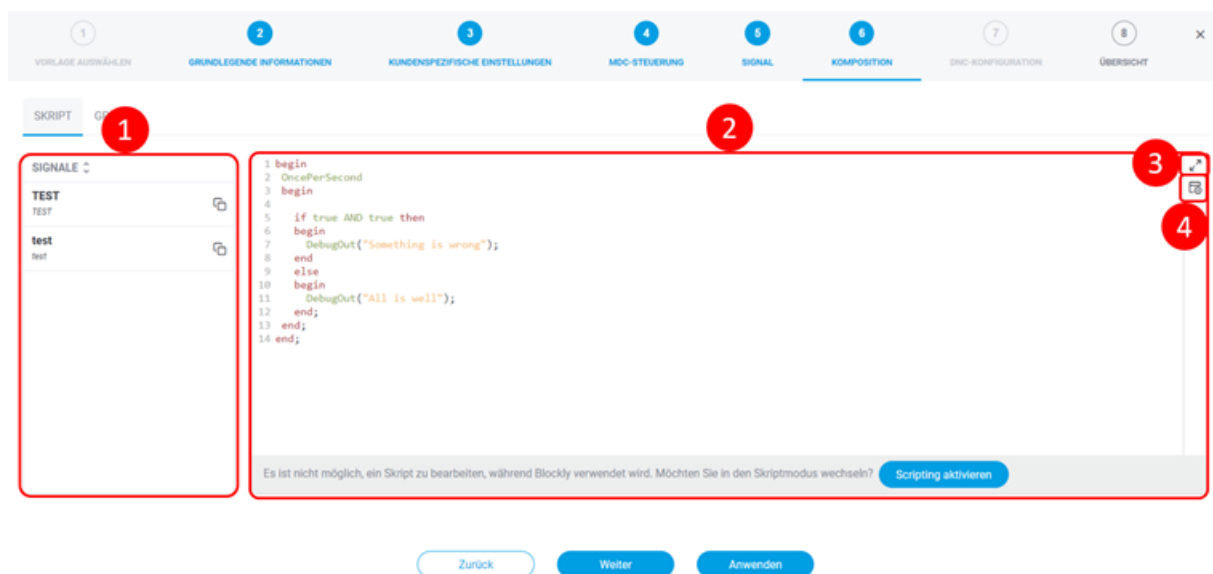 1 2 3 4 5 6 7 8 ×
VORLAGE AUSWÄHLEN GRUNDLEGENDE INFORMATIONEN KUNDENSPEZIFISCHE EINSTELLUNGEN MDC-STEUERUNG SIGNAL KOMPOSITION DNC-KONFIGURATION ÜBERSICHT
SKRIPT
1
2
3
4
SIGNALE
TEST
TEST
test
test
1 begin
2 OncePerSecond
3 begin
4
5 if true AND true then
6 begin
7 DebugOut("Something is wrong");
8 end
9 else
10 begin
11 DebugOut("All is well");
12 end;
13 end;
14 end;
Es ist nicht möglich, ein Skript zu bearbeiten, während Blockly verwendet wird. Möchten Sie in den Skriptmodus wechseln? Scripting aktivieren
Zurück Weiter Anwenden